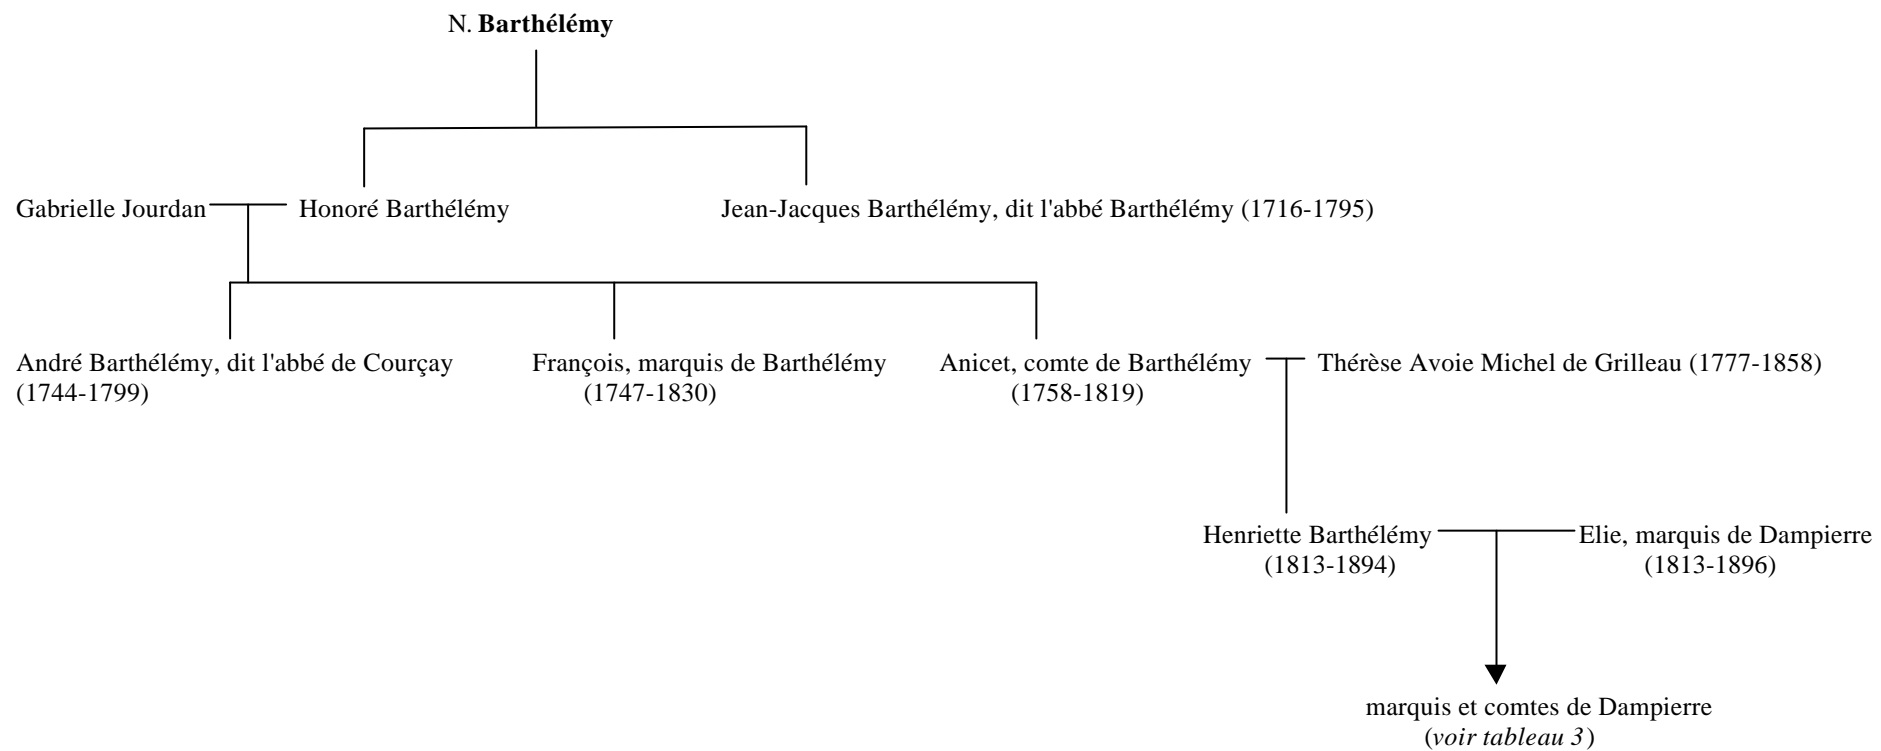 N. Barthélémy
Gabrielle Jourdan
Honoré Barthélémy
Jean-Jacques Barthélémy, dit l'abbé Barthélémy (1716-1795)
André Barthélémy, dit l'abbé de Courçay
(1744-1799)
François, marquis de Barthélémy
(1747-1830)
Anicet, comte de Barthélémy
(1758-1819)
Thérèse Avoie Michel de Grilleau (1777-1858)
Henriette Barthélémy
(1813-1894)
Elie, marquis de Dampierre
(1813-1896)
marquis et comtes de Dampierre
(voir tableau 3)